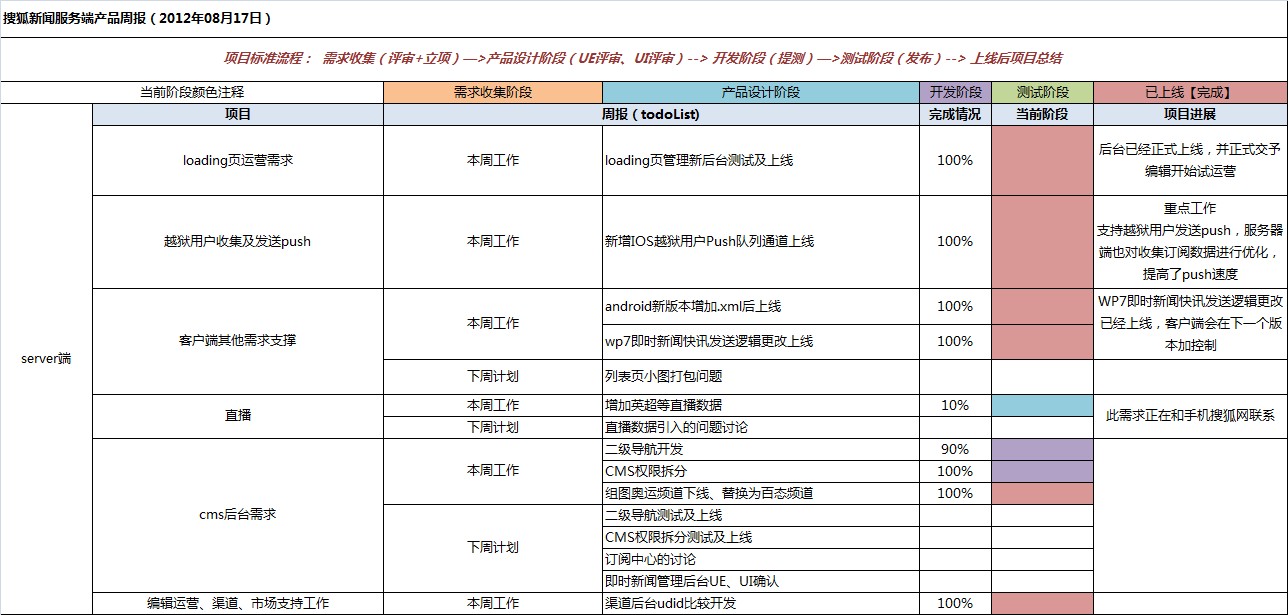 搜狐新闻服务端产品周报（2012年08月17日）
项目标准流程： 需求收集（评审+立项）—>产品设计阶段（UE评审、UI评审）--> 开发阶段（提测）—>测试阶段（发布）--> 上线后项目总结
当前阶段颜色注释 需求收集阶段 产品设计阶段 开发阶段 测试阶段 已上线【完成】
项目 周报（todoList) 完成情况 当前阶段 项目进展
server端
loading页运营需求 本周工作 loading页管理新后台测试及上线 100% 后台已经正式上线，并正式交予
编辑开始试运营
越狱用户收集及发送push 本周工作 新增IOS越狱用户Push队列通道上线 100% 重点工作
支持越狱用户发送push，服务器
端也对收集订阅数据进行优化，
提高了push速度
客户端其他需求支撑 本周工作 android新版本增加.xml后上线 100% WP7即时新闻快讯发送逻辑更改
已经上线，客户端会在下一个版
本加控制
wp7即时新闻快讯发送逻辑更改上线 100%
下周计划 列表页小图打包问题
直播 本周工作 增加英超等直播数据 10% 此需求正在和手机搜狐网联系
下周计划 直播数据引入的问题讨论
cms后台需求 本周工作 二级导航开发 90%
CMS权限拆分 100%
组图奥运频道下线、替换为百态频道 100%
下周计划 二级导航测试及上线
CMS权限拆分测试及上线
订阅中心的讨论
即时新闻管理后台UE、UI确认
编辑运营、渠道、市场支持工作 本周工作 渠道后台udid比较开发 100%